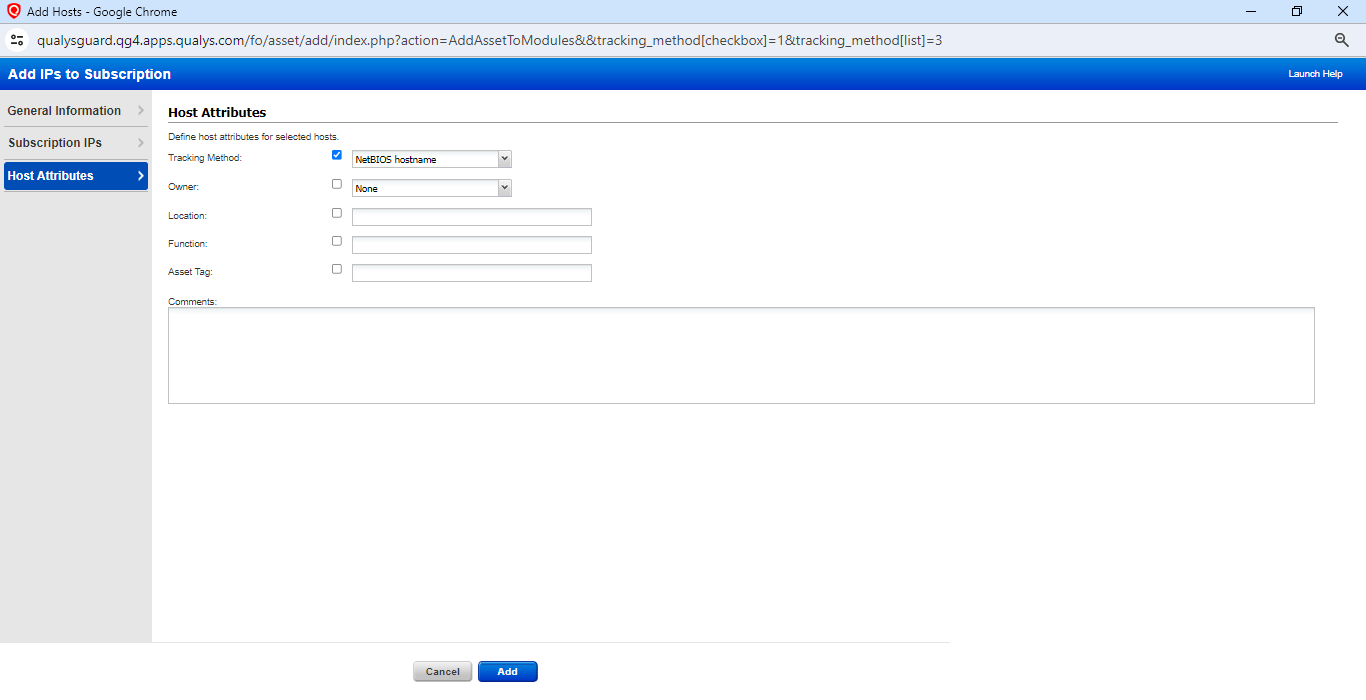 Add Hosts - Google Chrome
qualysguard.qg4.apps.qualys.com/fo/asset/add/index.php?action=AddAssetToModules&&tracking_method[checkbox]=1&tracking_method[list]=3
Add IPs to Subscription
Launch Help
General Information
Subscription IPs
Host Attributes
Host Attributes
Define host attributes for selected hosts.
Tracking Method:
NetBIOS hostname
Owner:
None
Location:
Function:
Asset Tag:
Comments:
Cancel
Add